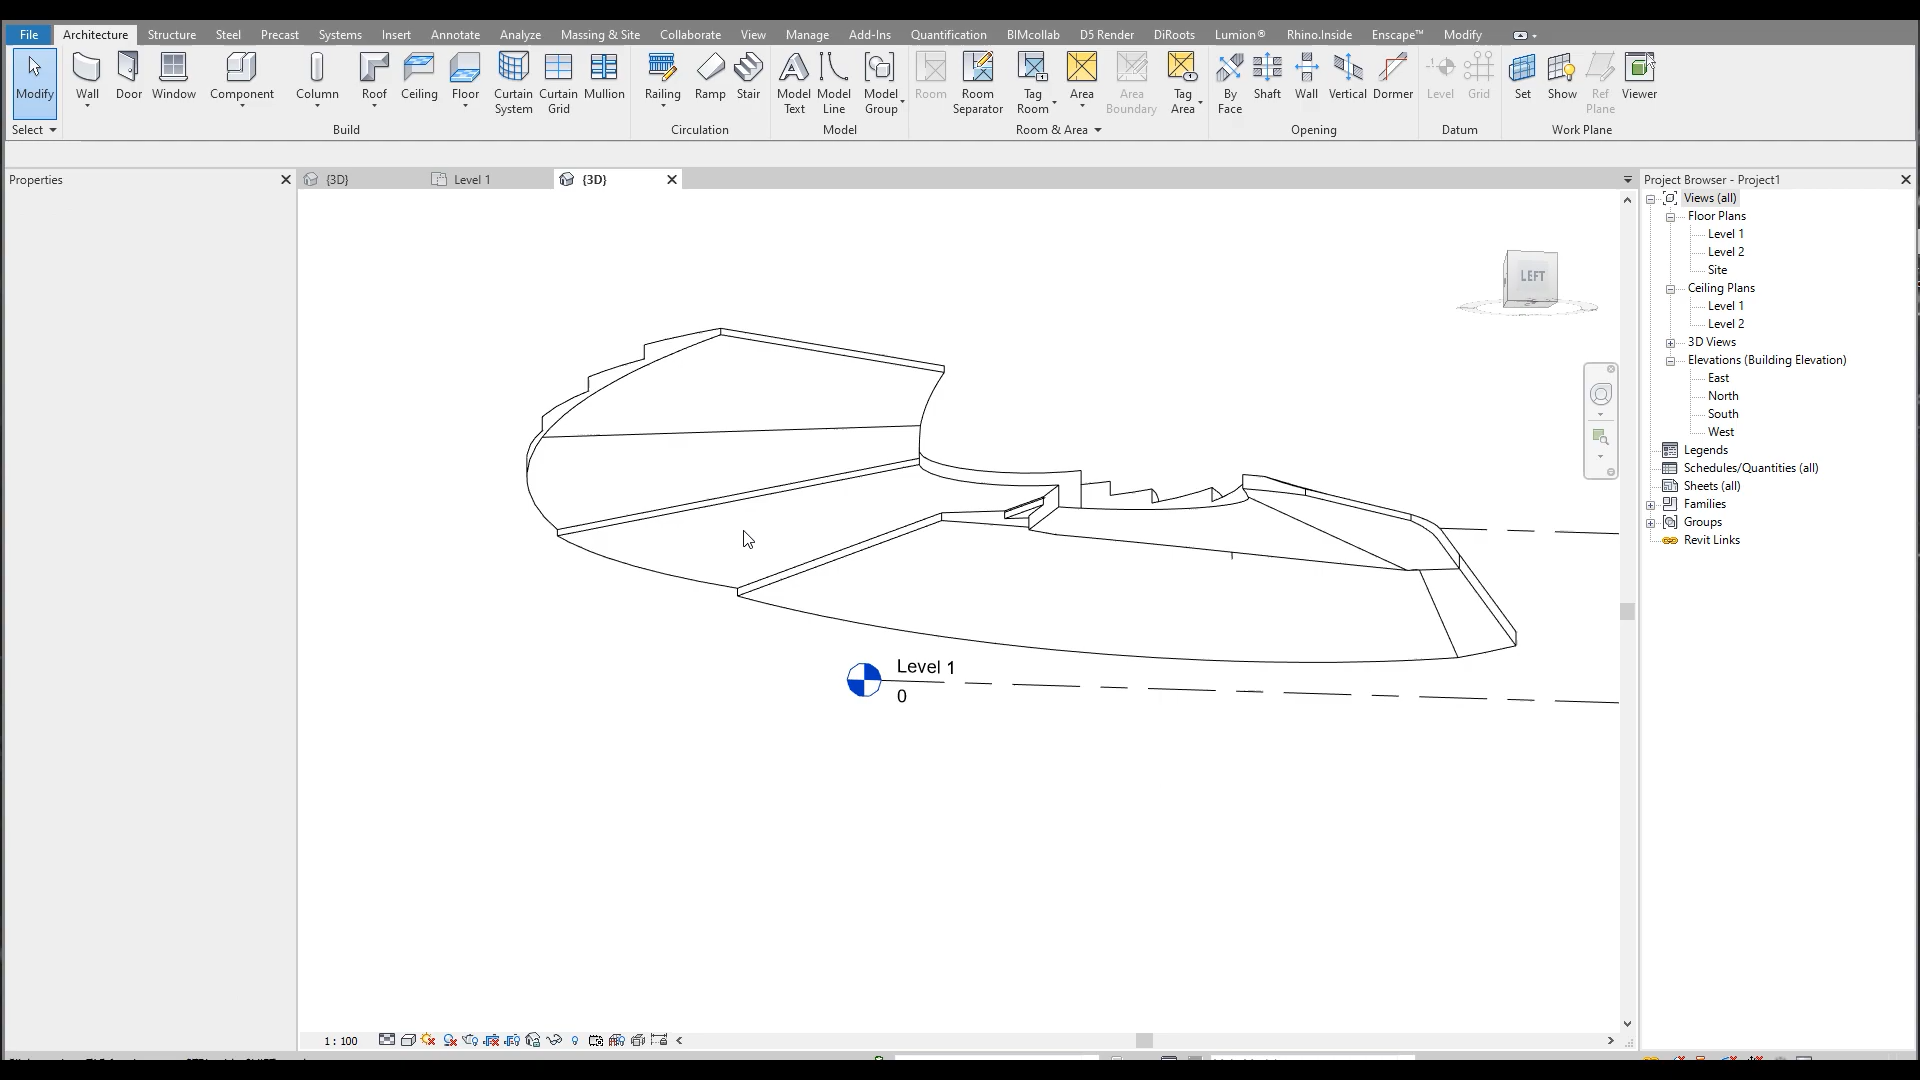 File Architecture Structure Steel Precast Systems Insert Annotate Analyze Massing & Site Collaborate View Manage Add-Ins Quantification BIMcollab D5 Render DiRoots Lumion® Rhino.Inside Enscape™ Modify
Modify Wall Door Window Component Column Roof Ceiling Floor Curtain System Curtain Grid Mullion Railing Ramp Stair Model Text Model Line Model Group Room Room Separator Tag Room Area Area Boundary Tag Area By Face Shaft Wall Vertical Dormer Level Grid Set Show Ref Plane Viewer
Select Build Circulation Model Room & Area Opening Datum Work Plane
Properties
{3D} Level 1 {3D}
Project Browser - Project1
Views (all)
Floor Plans
Level 1
Level 2
Site
Ceiling Plans
Level 1
Level 2
3D Views
Elevations (Building Elevation)
East
North
South
West
Legends
Schedules/Quantities (all)
Sheets (all)
Families
Groups
Revit Links
LEFT
Level 1
0
1 : 100